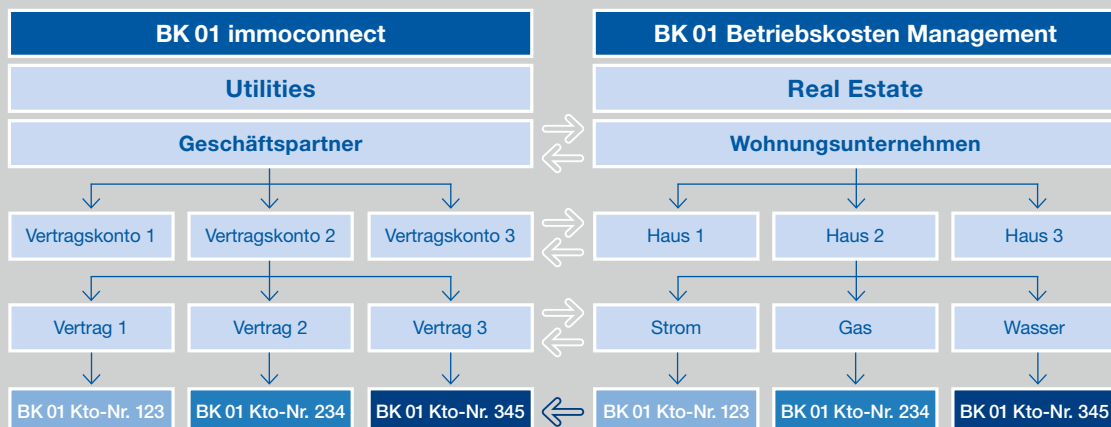 BK 01 immoconnect
BK 01 Betriebskosten Management
Utilities
Real Estate
Geschäftspartner
Wohnungsunternehmen
Vertragskonto 1
Vertragskonto 2
Vertragskonto 3
Haus 1
Haus 2
Haus 3
Vertrag 1
Vertrag 2
Vertrag 3
Strom
Gas
Wasser
BK 01 Kto-Nr. 123
BK 01 Kto-Nr. 234
BK 01 Kto-Nr. 345
BK 01 Kto-Nr. 123
BK 01 Kto-Nr. 234
BK 01 Kto-Nr. 345